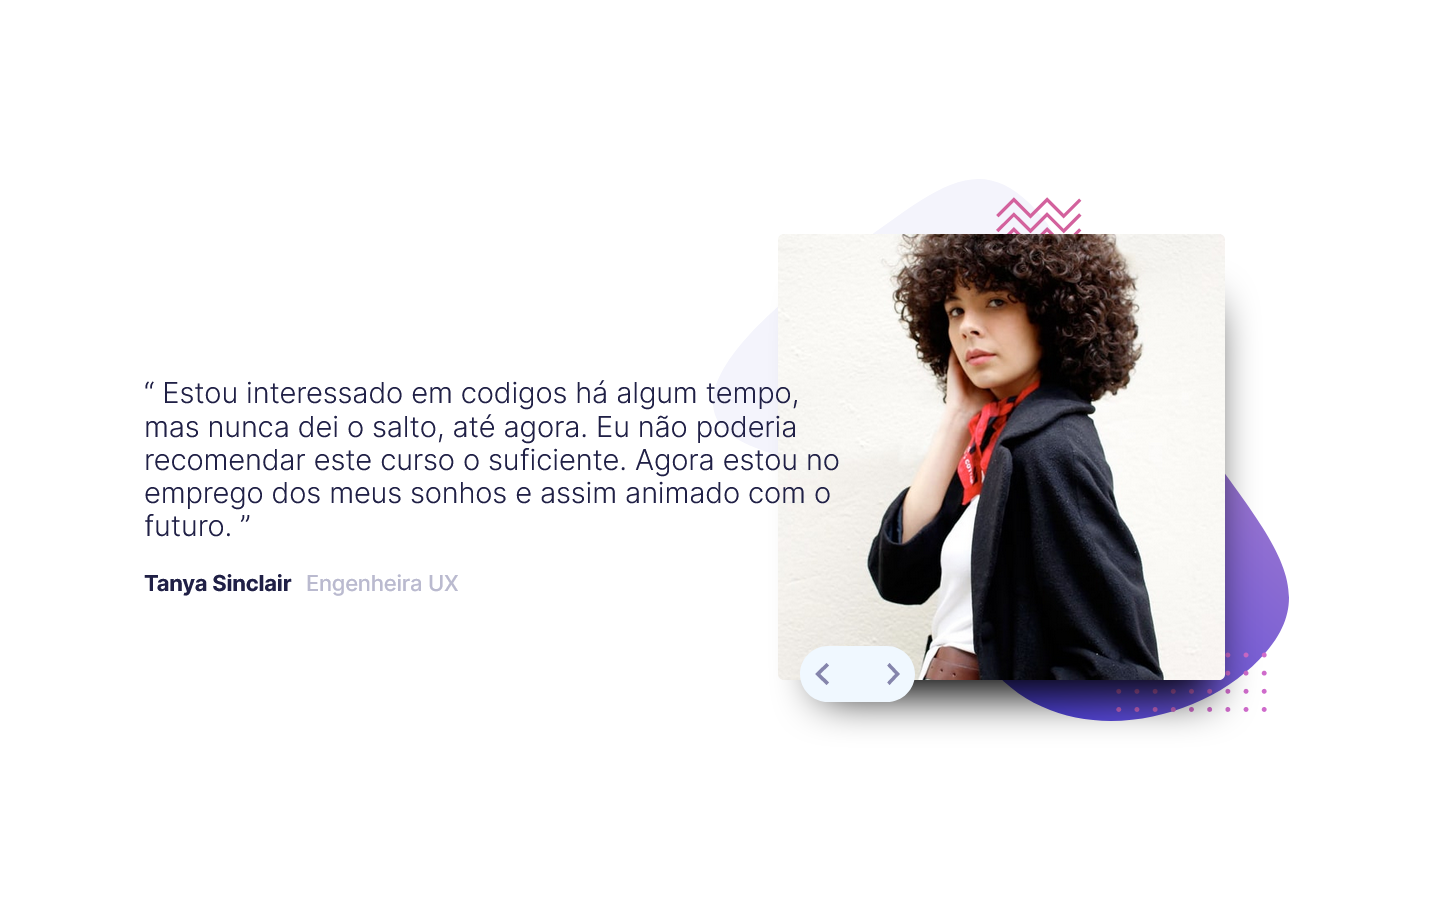 “ Estou interessado em codigos há algum tempo,
mas nunca dei o salto, até agora. Eu não poderia
recomendar este curso o suficiente. Agora estou no
emprego dos meus sonhos e assim animado com o
futuro. ”
Tanya Sinclair Engenheira UX